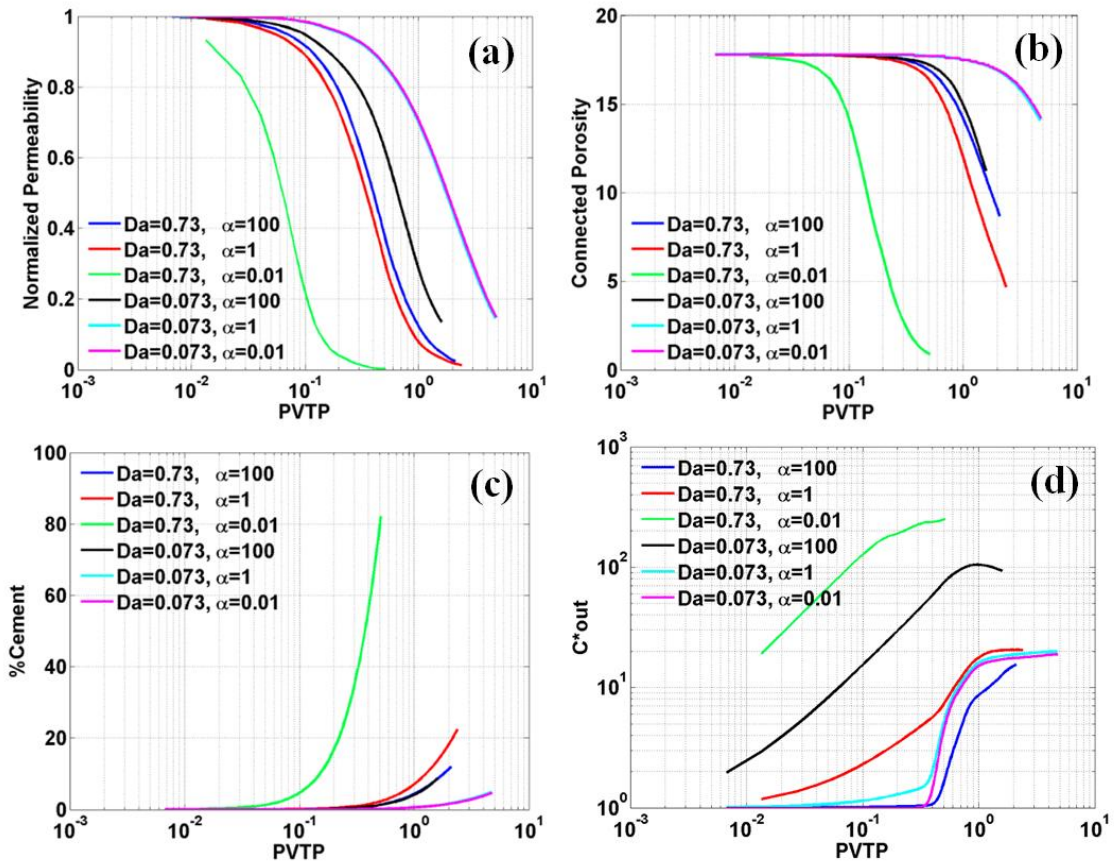 (a)
Normalized Permeability
1
0.8
0.6
0.4
0.2
0
Da=0.73, α=100
Da=0.73, α=1
Da=0.73, α=0.01
Da=0.073, α=100
Da=0.073, α=1
Da=0.073, α=0.01
10-3 10-2 10-1 100 101
PVTP
(b)
Connected Porosity
20
15
10
5
0
Da=0.73, α=100
Da=0.73, α=1
Da=0.73, α=0.01
Da=0.073, α=100
Da=0.073, α=1
Da=0.073, α=0.01
10-3 10-2 10-1 100 101
PVTP
(c)
%Cement
100
80
60
40
20
0
Da=0.73, α=100
Da=0.73, α=1
Da=0.73, α=0.01
Da=0.073, α=100
Da=0.073, α=1
Da=0.073, α=0.01
10-3 10-2 10-1 100 101
PVTP
(d)
C*out
103
102
101
100
Da=0.73, α=100
Da=0.73, α=1
Da=0.73, α=0.01
Da=0.073, α=100
Da=0.073, α=1
Da=0.073, α=0.01
10-3 10-2 10-1 100 101
PVTP